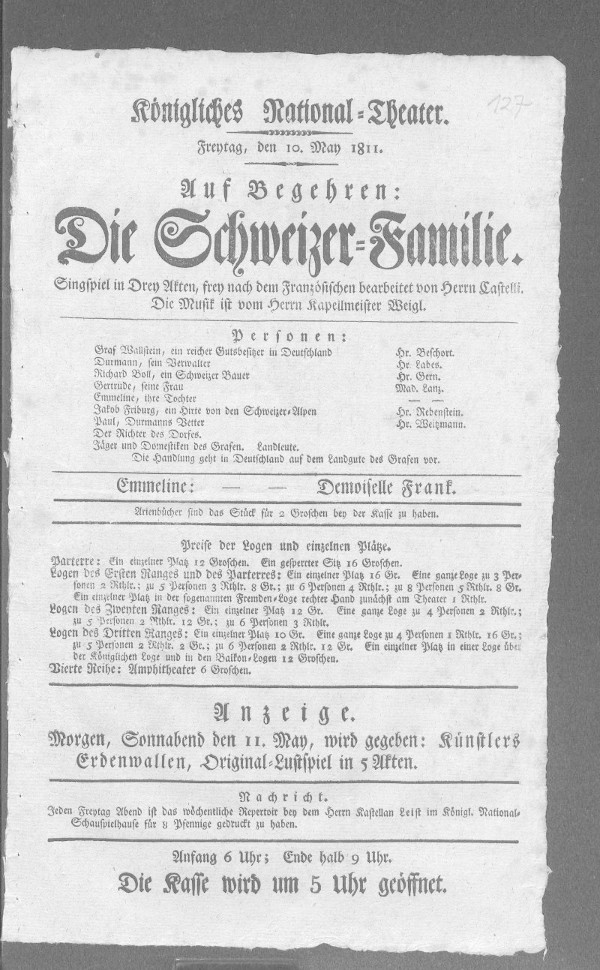 127
Königliches National-Theater.
Freytag, den 10. May 1811.
Auf Begehren:
Die Schweizer-Familie.
Singspiel in Drey Akten, frey nach dem Französischen bearbeitet von Herrn Castelli.
Die Musik ist vom Herrn Kapellmeister Weigl.
Personen:
Graf Wallstein, ein reicher Gutsbesitzer in Deutschland Hr. Beschort.
Durmann, sein Verwalter Hr. Labes.
Richard Boll, ein Schweizer Bauer Hr. Gern.
Gertrude, seine Frau Mad. Lanz.
Emmeline, ihre Tochter — —
Jakob Friburg, ein Hirte von den Schweizer-Alpen Hr. Rebenstein.
Paul, Durmanns Vetter Hr. Weitzmann.
Der Richter des Dorfes.
Jäger und Domestiken des Grafen. Landleute.
Die Handlung geht in Deutschland auf dem Landgute des Grafen vor.
Emmeline: — — Demoiselle Frank.
Arienbücher sind das Stück für 2 Groschen bey der Kasse zu haben.
Preise der Logen und einzelnen Plätze.
Parterre: Ein einzelner Platz 12 Groschen. Ein gesperrter Sitz 16 Groschen.
Logen des Ersten Ranges und des Parterres: Ein einzelner Platz 16 Gr. Eine ganze Loge zu 3 Per-
sonen 2 Rthlr.; zu 5 Personen 3 Rthlr. 8 Gr.; zu 6 Personen 4 Rthlr.; zu 8 Personen 5 Rthlr. 8 Gr.
Ein einzelner Platz in der sogenannten Fremden-Loge rechter Hand zunächst am Theater 1 Rthlr.
Logen des Zweyten Ranges: Ein einzelner Platz 12 Gr. Eine ganze Loge zu 4 Personen 2 Rthlr.;
zu 5 Personen 2 Rthlr. 12 Gr.; zu 6 Personen 3 Rthlr.
Logen des Dritten Ranges: Ein einzelner Platz 10 Gr. Eine ganze Loge zu 4 Personen 1 Rthlr. 16 Gr.;
zu 5 Personen 2 Rthlr. 2 Gr.; zu 6 Personen 2 Rthlr. 12 Gr. Ein einzelner Platz in einer Loge über
der Königlichen Loge und in den Balkon-Logen 12 Groschen.
Vierte Reihe: Amphitheater 6 Groschen.
Anzeige.
Morgen, Sonnabend den 11. May, wird gegeben: Künstlers
Erdenwallen, Original-Lustspiel in 5 Akten.
Nachricht.
Jeden Freytag Abend ist das wöchentliche Repertoir bey dem Herrn Kastellan Leist im Königl. National-
Schauspielhause für 8 Pfennige gedruckt zu haben.
Anfang 6 Uhr; Ende halb 9 Uhr.
Die Kasse wird um 5 Uhr geöffnet.